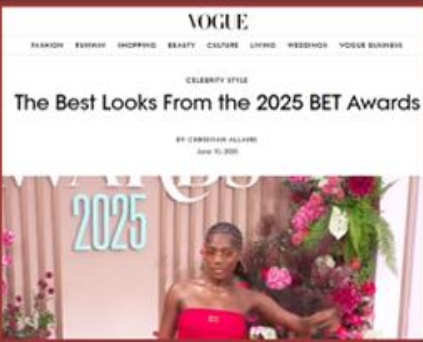 VOGUE
FASHION RUNWAY SHOPPING BEAUTY CULTURE LIVING WEDDINGS VOGUE BUSINESS
CELEBRITY STYLE
The Best Looks From the 2025 BET Awards
BY CHRISTIAN ALLAIRE
June 10, 2025
AWARDS
2025